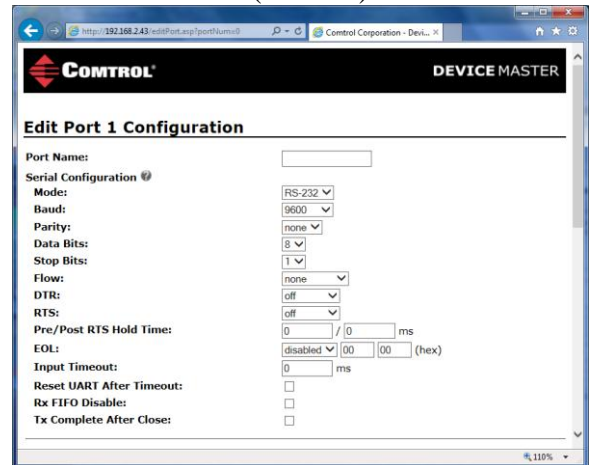 http://192.168.2.43/editPort.asp?portNum=0 Comtrol Corporation - Devi... ×
COMTROL® DEVICEMASTER
Edit Port 1 Configuration
Port Name:
Serial Configuration ?
Mode: RS-232
Baud: 9600
Parity: none
Data Bits: 8
Stop Bits: 1
Flow: none
DTR: off
RTS: off
Pre/Post RTS Hold Time: 0 / 0 ms
EOL: disabled 00 00 (hex)
Input Timeout: 0 ms
Reset UART After Timeout:
Rx FIFO Disable:
Tx Complete After Close:
110%